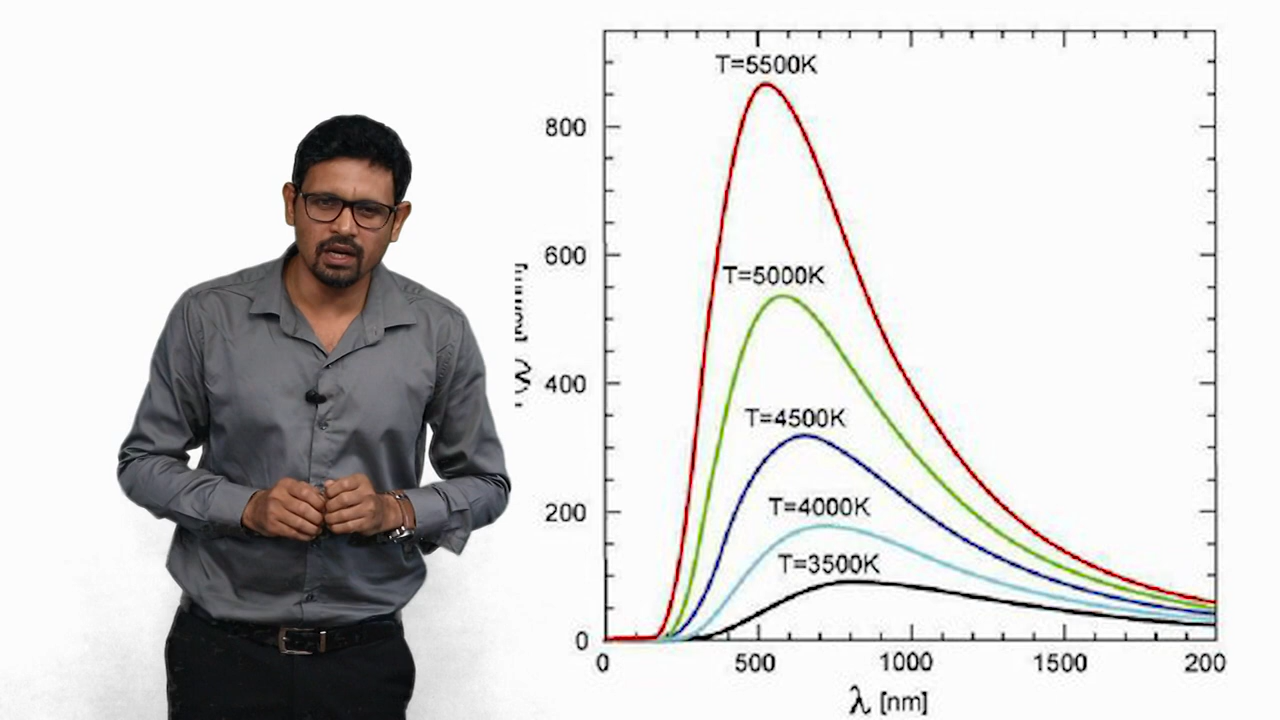 T=5500K
800
600
T=5000K
400
T=4500K
200
T=4000K
T=3500K
0
0 500 1000 1500 200
λ [nm]